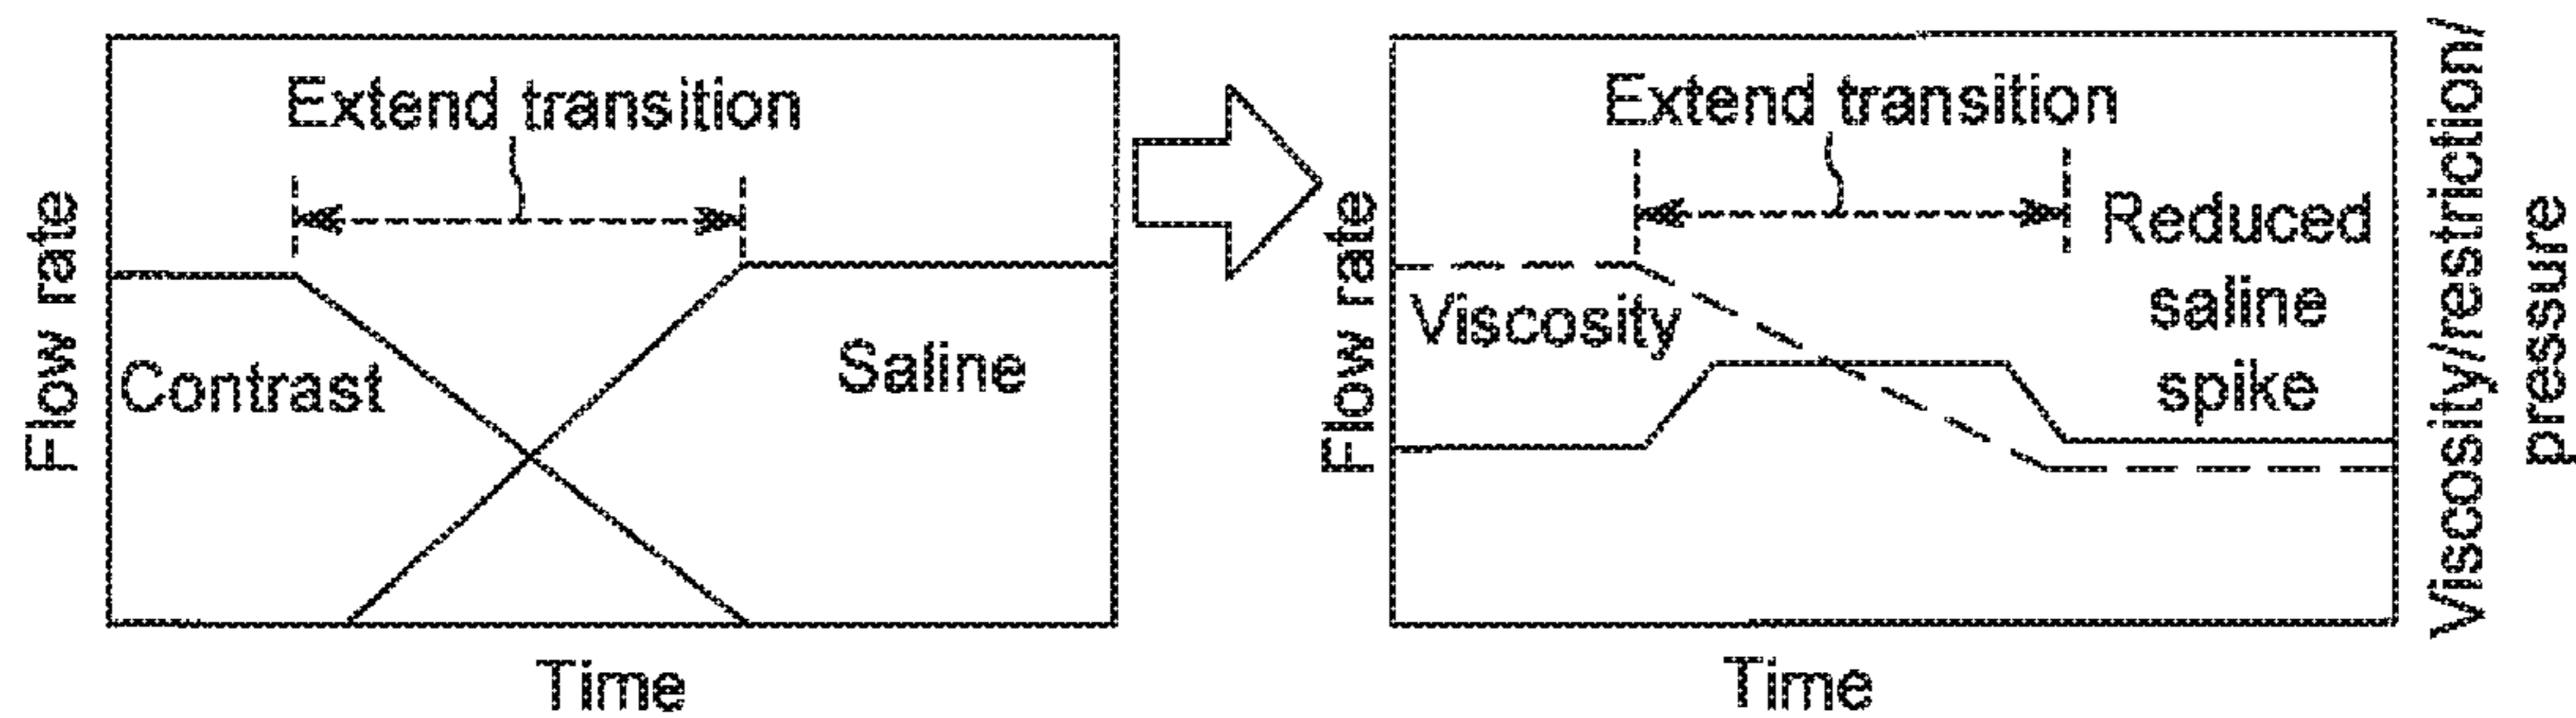 Extend transition
Flow rate
Contrast
Saline
Time
Extend transition
Flow rate
Viscosity
Reduced
saline
spike
Time
Viscosity/restriction/
pressure